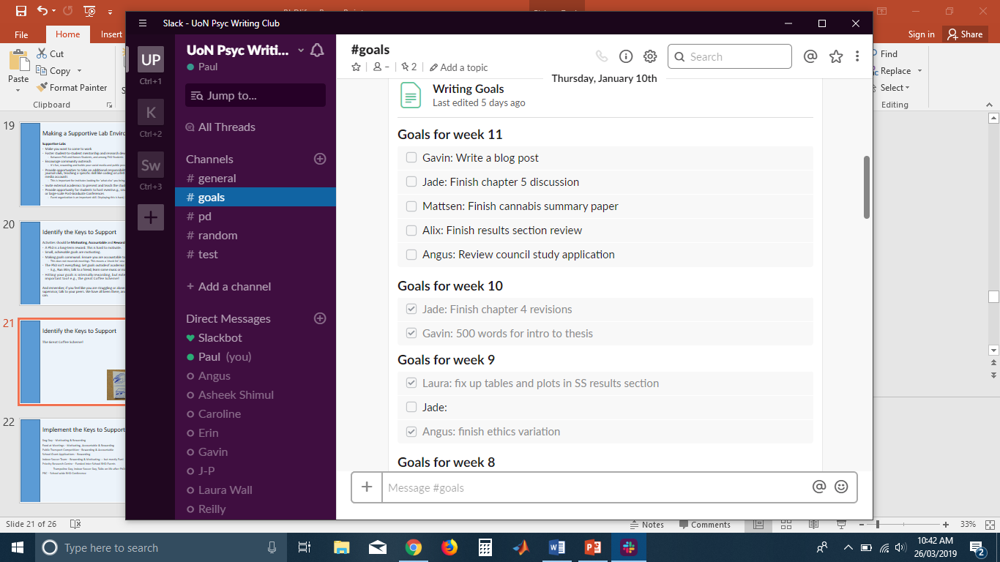 File
Home
Insert
Sign in
Share
Cut
Copy
Format Painter
Paste
Clipboard
Find
Replace
Select
Editing
19
Making a Supportive Lab Enviro
Supportive Lab:
20
Identify the Keys to Support
21
Identify the Keys to Support
The Great Coffee Scheme!
22
Implement the Keys to Support
Slack - UoN Psyc Writing Club
UP
Ctrl+1
K
Ctrl+2
Sw
Ctrl+3
+
UoN Psyc Writi...
Paul
Jump to...
All Threads
Channels
# general
# goals
# pd
# random
# test
+ Add a channel
Direct Messages
Slackbot
Paul (you)
Angus
Asheek Shimul
Caroline
Erin
Gavin
J-P
Laura Wall
Reilly
#goals
2
Add a topic
Search
Thursday, January 10th
Writing Goals
Last edited 5 days ago
Goals for week 11
Gavin: Write a blog post
Jade: Finish chapter 5 discussion
Mattsen: Finish cannabis summary paper
Alix: Finish results section review
Angus: Review council study application
Goals for week 10
Jade: Finish chapter 4 revisions
Gavin: 500 words for intro to thesis
Goals for week 9
Laura: fix up tables and plots in SS results section
Jade:
Angus: finish ethics variation
Goals for week 8
Message #goals
Slide 21 of 26
Notes
Comments
33%
Type here to search
10:42 AM
26/03/2019
2